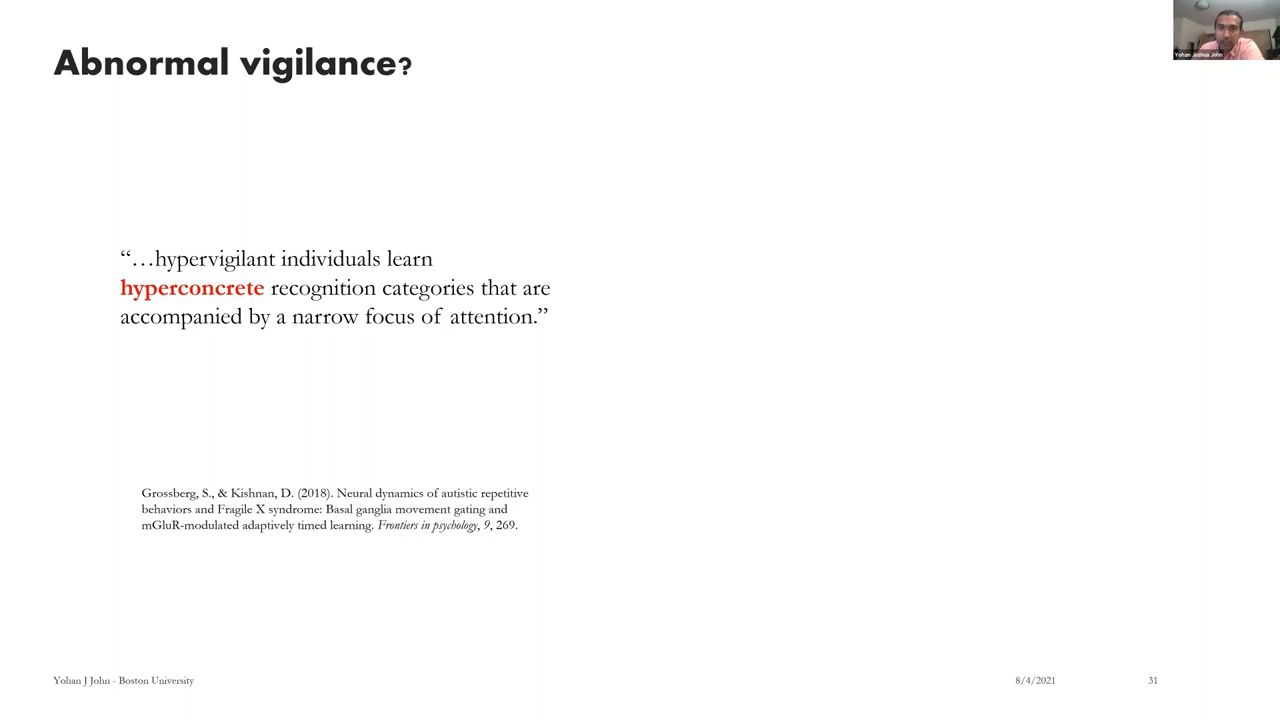 Abnormal vigilance?
Yohan Joshua John
“…hypervigilant individuals learn
hyperconcrete recognition categories that are
accompanied by a narrow focus of attention.”
Grossberg, S., & Kishnan, D. (2018). Neural dynamics of autistic repetitive
behaviors and Fragile X syndrome: Basal ganglia movement gating and
mGluR-modulated adaptively timed learning. Frontiers in psychology, 9, 269.
Yohan J John - Boston University
8/4/2021
31